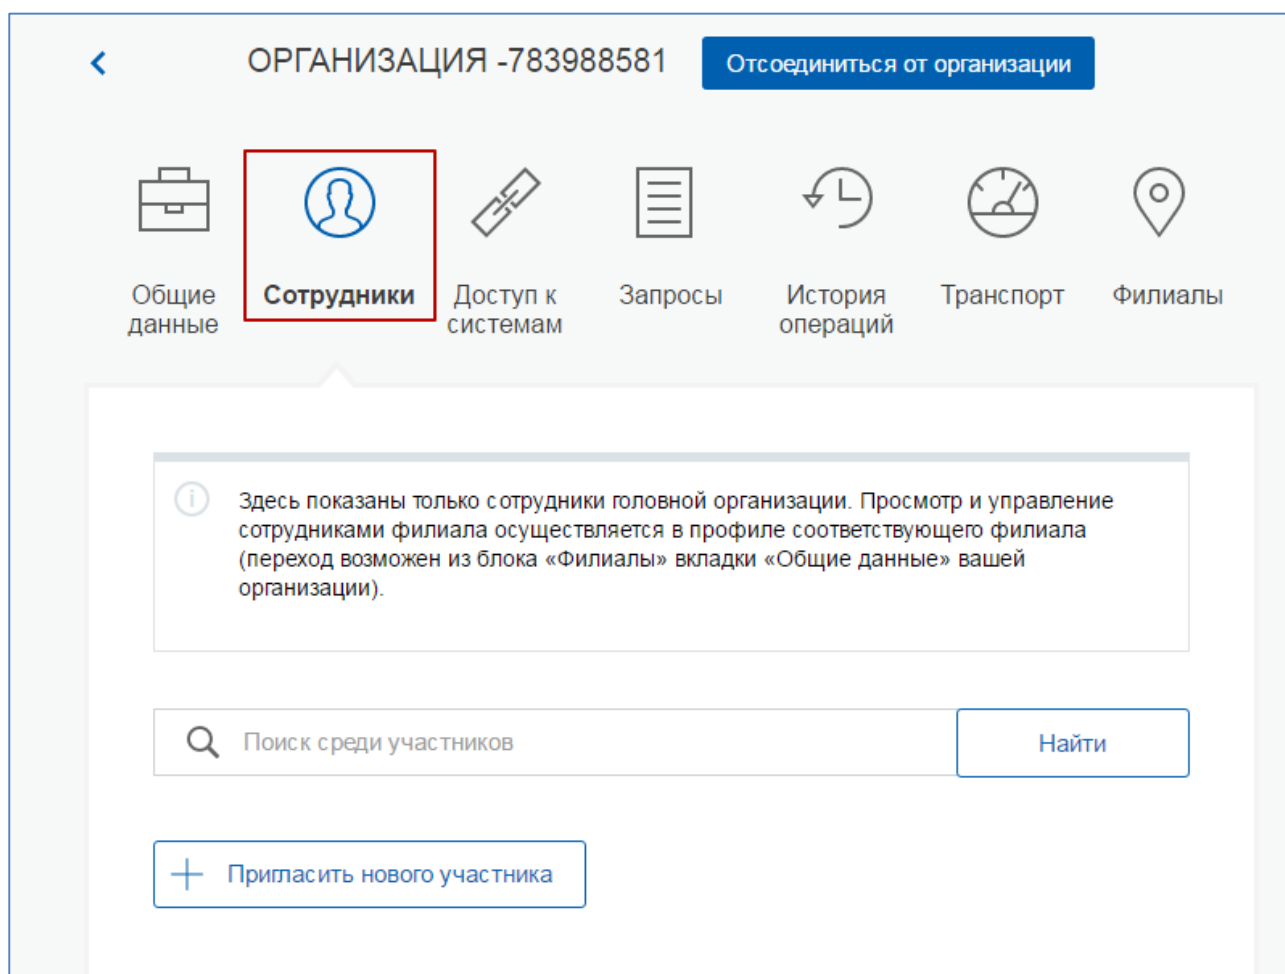 ОРГАНИЗАЦИЯ -783988581
Отсоединиться от организации
Общие
данные
Сотрудники
Доступ к
системам
Запросы
История
операций
Транспорт
Филиалы
Здесь показаны только сотрудники головной организации. Просмотр и управление
сотрудниками филиала осуществляется в профиле соответствующего филиала
(переход возможен из блока «Филиалы» вкладки «Общие данные» вашей
организации).
Поиск среди участников
Найти
Пригласить нового участника